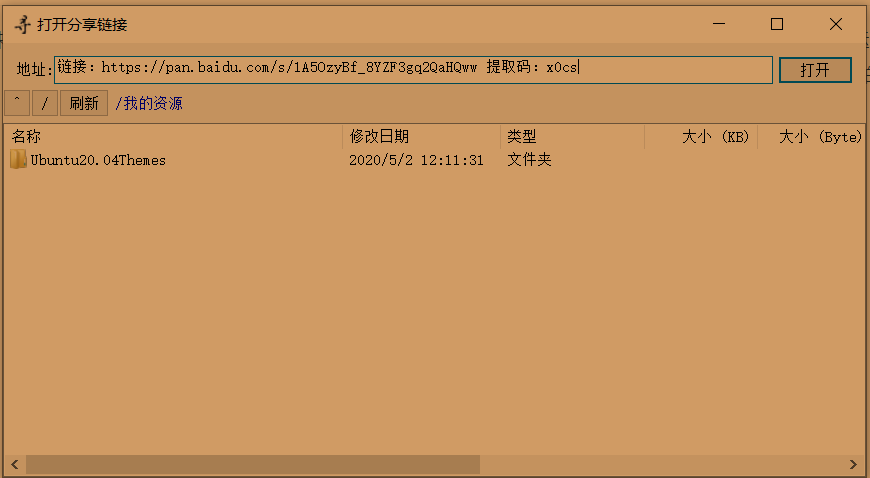 打开分享链接
地址:链接: https://pan.baidu.com/s/1A5OzyBf_8YZF3gq2QaHQww 提取码: x0cs 打开
^ / 刷新 /我的资源
名称 修改日期 类型 大小 (KB) 大小 (Byte)
Ubuntu20.04Themes 2020/5/2 12:11:31 文件夹